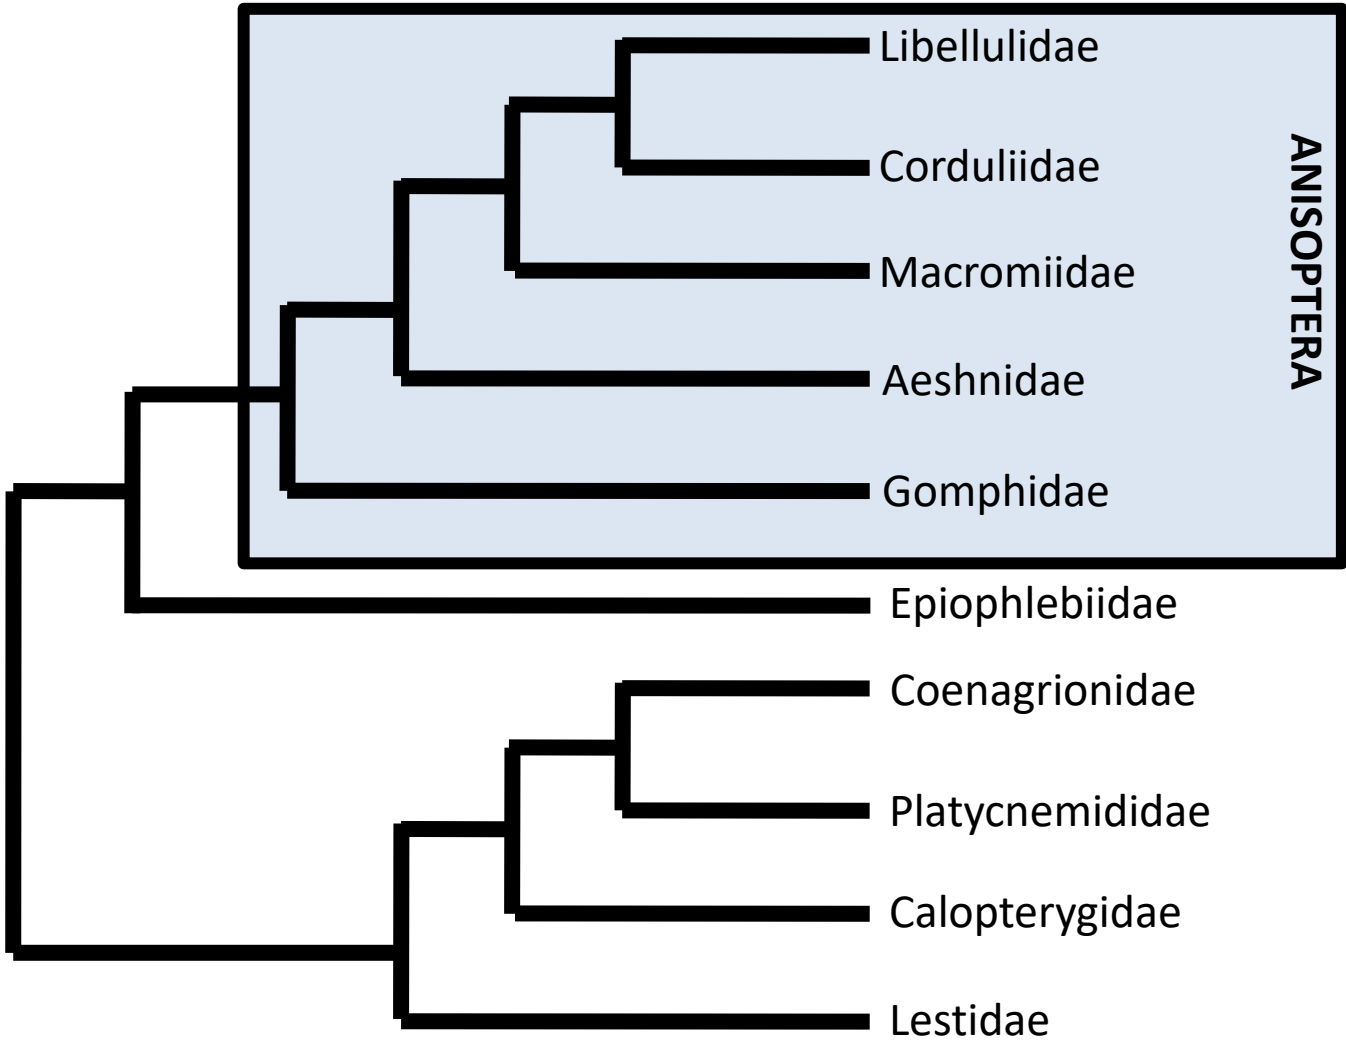 Libellulidae
Corduliidae
Macromiidae
Aeshnidae
Gomphidae
ANISOPTERA
Epiophlebiidae
Coenagrionidae
Platycnemididae
Calopterygidae
Lestidae